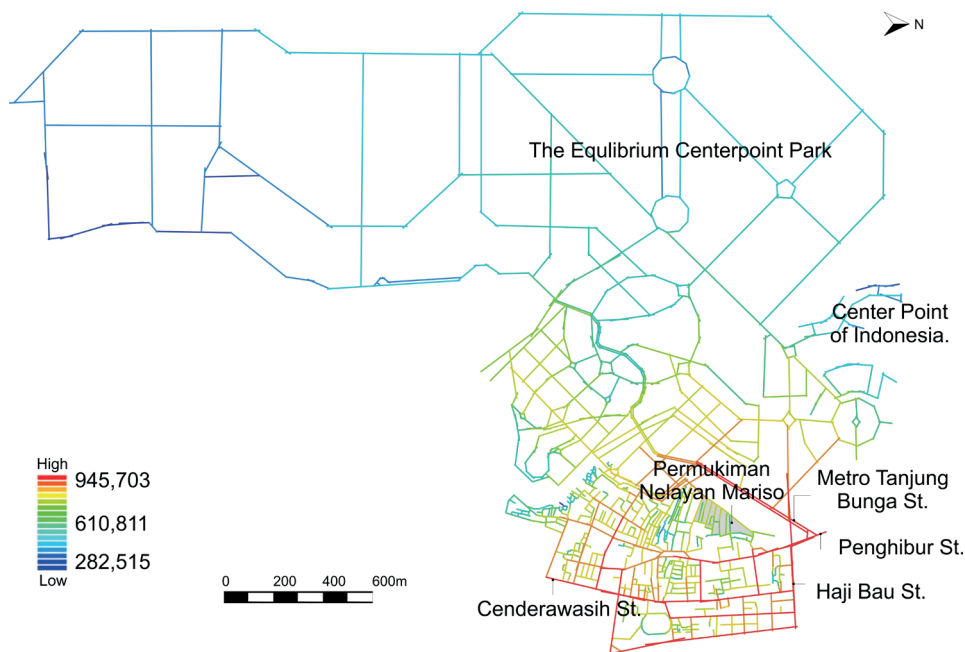 N
The Equlibrium Centerpoint Park
Center Point
of Indonesia.
High
945,703
610,811
282,515
Low
Permukiman
Nelayan Mariso
Metro Tanjung
Bunga St.
Penghibur St.
Haji Bau St.
Cenderawasih St.
0 200 400 600m